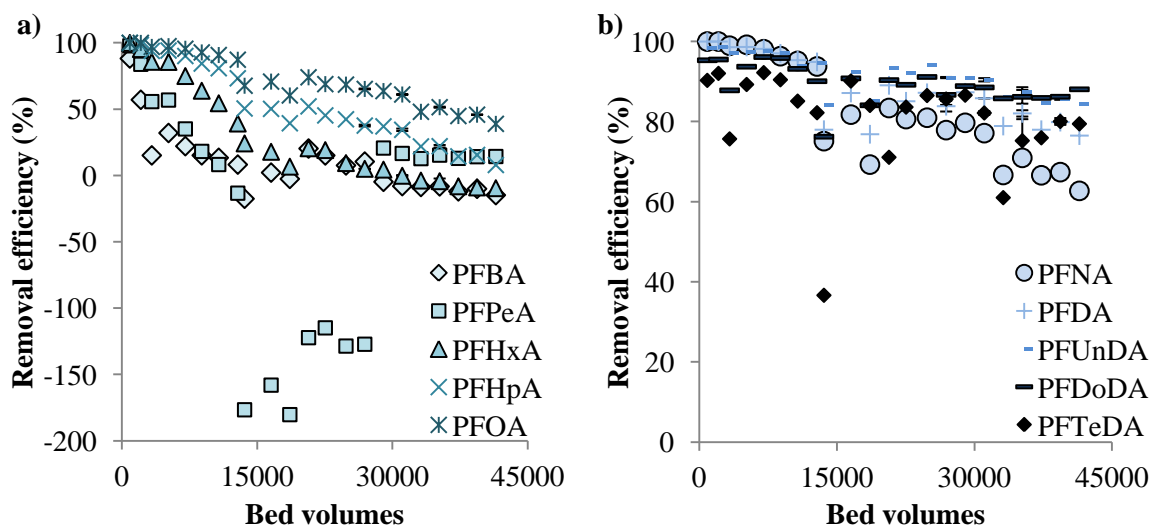 a)
Removal efficiency (%)
100
50
0
-50
-100
-150
-200
0
15000
30000
45000
Bed volumes
PFBA
PFPeA
PFHxA
PFHpA
PFOA
b)
Removal efficiency (%)
100
80
60
40
20
0
0
15000
30000
45000
Bed volumes
PFNA
PFDA
PFUnDA
PFDoDA
PFTeDA